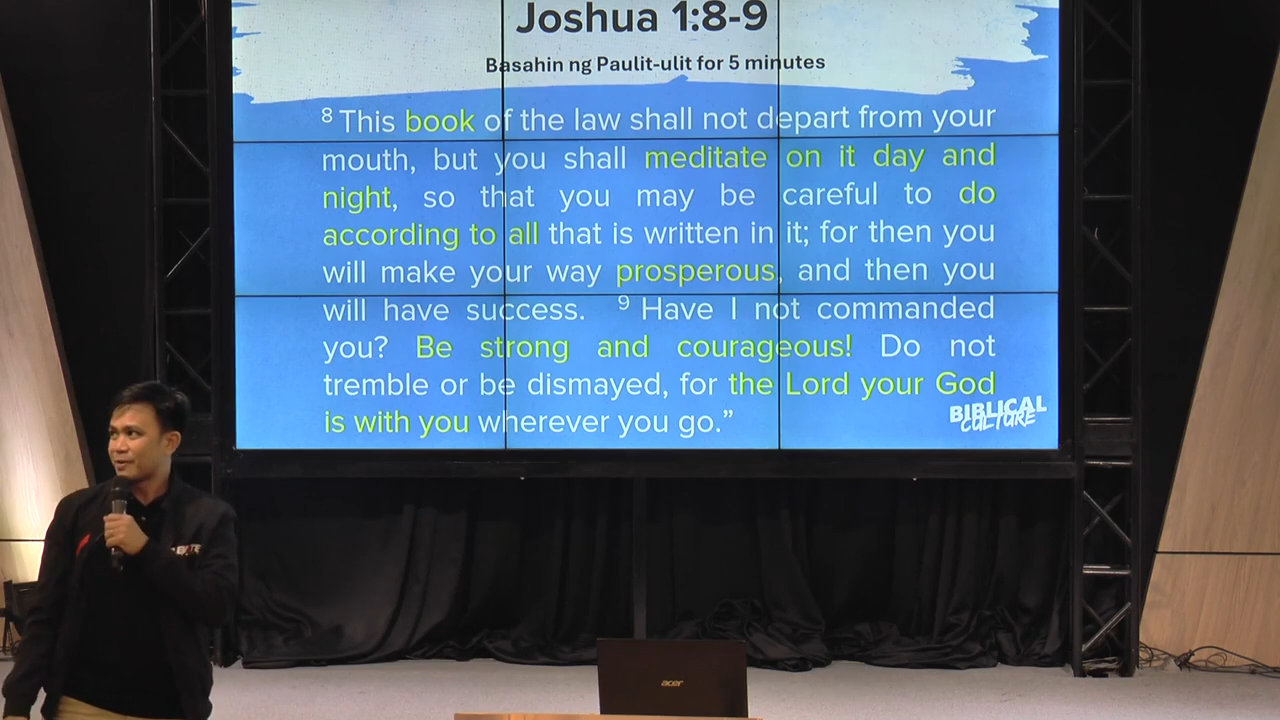 Joshua 1:8-9
Basahin ng Paulit-ulit for 5 minutes
8 This book of the law shall not depart from your
mouth, but you shall meditate on it day and
night, so that you may be careful to do
according to all that is written in it; for then you
will make your way prosperous, and then you
will have success. 9 Have I not commanded
you? Be strong and courageous! Do not
tremble or be dismayed, for the Lord your God
is with you wherever you go.”
BIBLICAL
CULTURE
acer